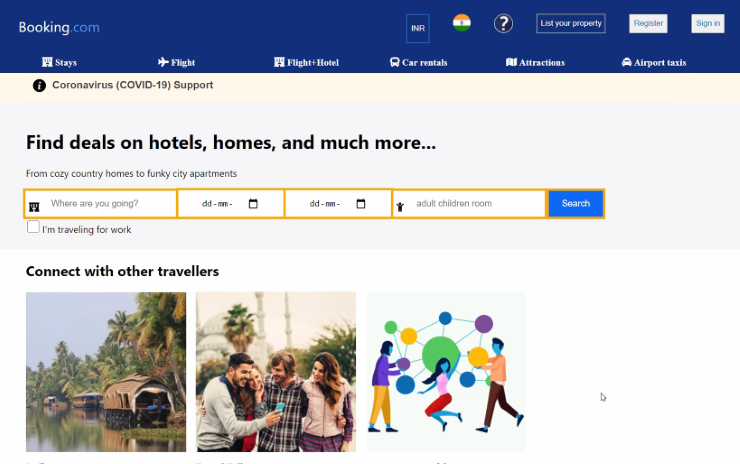 Booking.com
INR
?
List your property
Register
Sign in
Stays
Flight
Flight+Hotel
Car rentals
Attractions
Airport taxis
Coronavirus (COVID-19) Support
Find deals on hotels, homes, and much more...
From cozy country homes to funky city apartments
Where are you going?
dd-mm-
dd-mm-
adult children room
Search
I'm traveling for work
Connect with other travellers